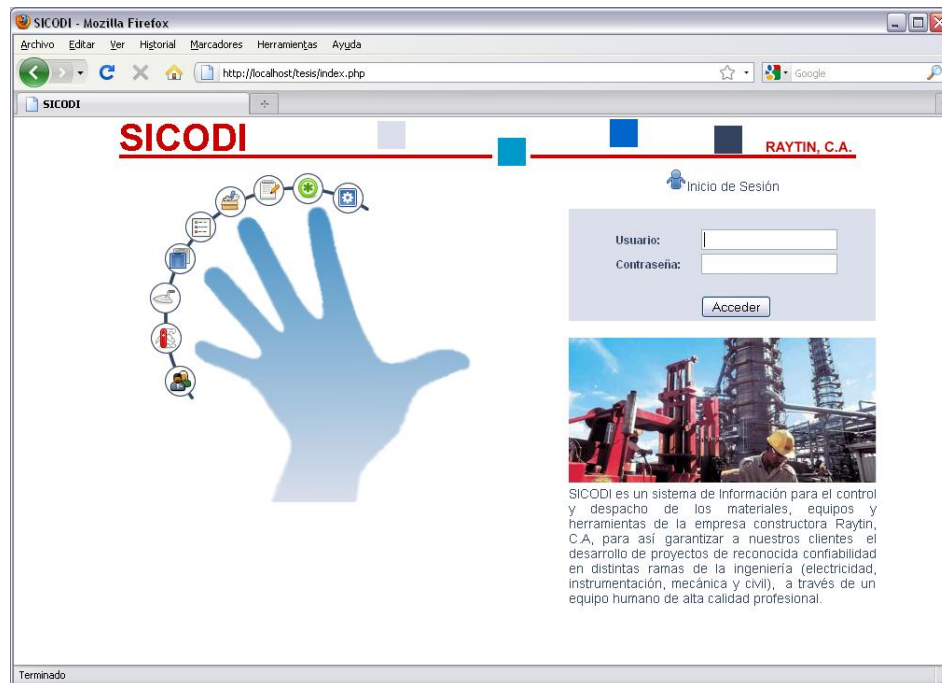 SICODI - Mozilla Firefox
Archivo Editar Ver Historial Marcadores Herramientas Ayuda
http://localhost/tesis/index.php
Google
SICODI
SICODI
RAYTIN, C.A.
Inicio de Sesión
Usuario:
Contraseña:
Acceder
SICODI es un sistema de Información para el control
y despacho de los materiales, equipos y
herramientas de la empresa constructora Raytin,
C.A, para así garantizar a nuestros clientes el
desarrollo de proyectos de reconocida confiabilidad
en distintas ramas de la ingeniería (electricidad,
instrumentación, mecánica y civil), a través de un
equipo humano de alta calidad profesional.
Terminado